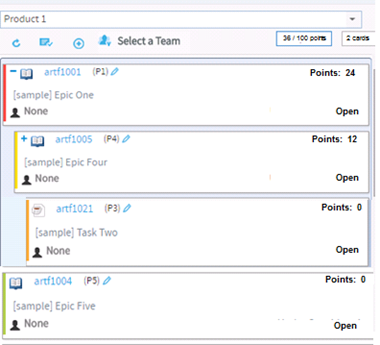 Product 1
Select a Team
36 / 100 points
2 cards
artf1001 (P1) Points: 24
[sample] Epic One
None Open
artf1005 (P4) Points: 12
[sample] Epic Four
None Open
artf1021 (P3) Points: 0
[sample] Task Two
None Open
artf1004 (P5) Points: 0
[sample] Epic Five
None Open